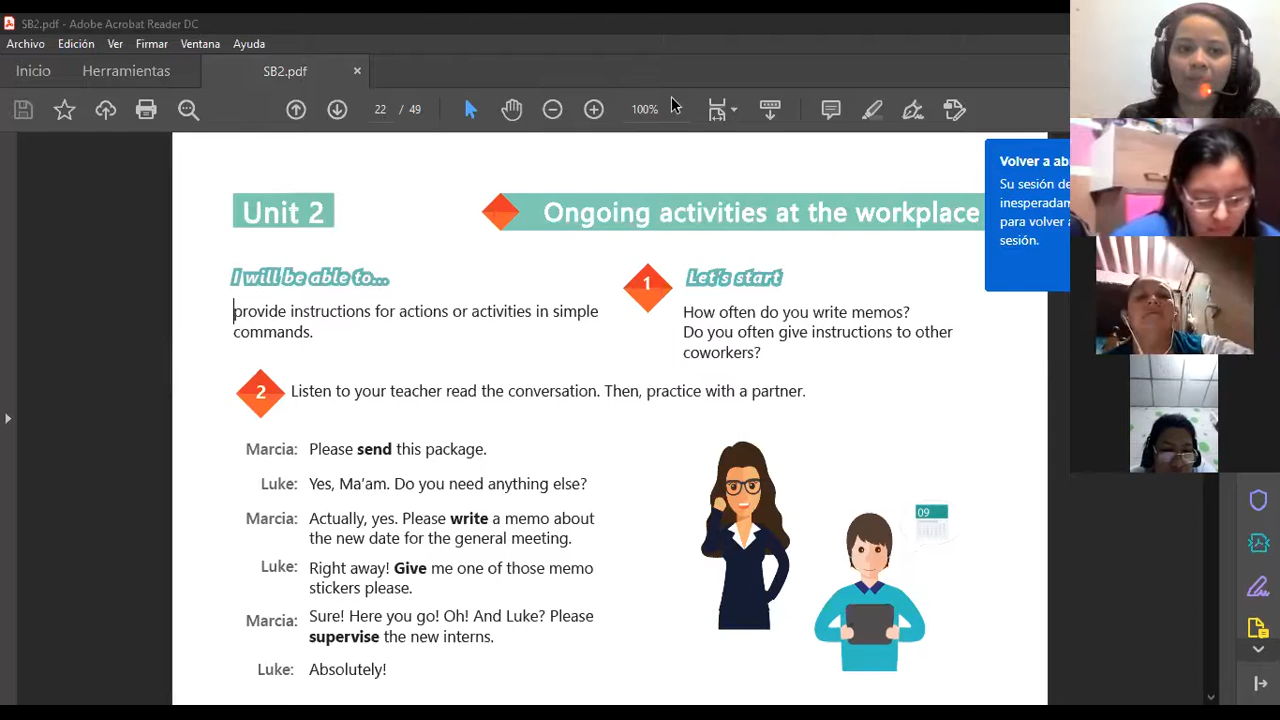 SB2.pdf - Adobe Acrobat Reader DC
Archivo Edición Ver Firmar Ventana Ayuda
Inicio Herramientas SB2.pdf ×
22 / 49 100%
Volver a ab
Su sesión de
inesperadam
para volver a
sesión.
Unit 2 Ongoing activities at the workplace
I will be able to...
provide instructions for actions or activities in simple
commands.
1 Let's start
How often do you write memos?
Do you often give instructions to other
coworkers?
2 Listen to your teacher read the conversation. Then, practice with a partner.
Marcia: Please send this package.
Luke: Yes, Ma'am. Do you need anything else?
Marcia: Actually, yes. Please write a memo about
the new date for the general meeting.
Luke: Right away! Give me one of those memo
stickers please.
Marcia: Sure! Here you go! Oh! And Luke? Please
supervise the new interns.
Luke: Absolutely!
09